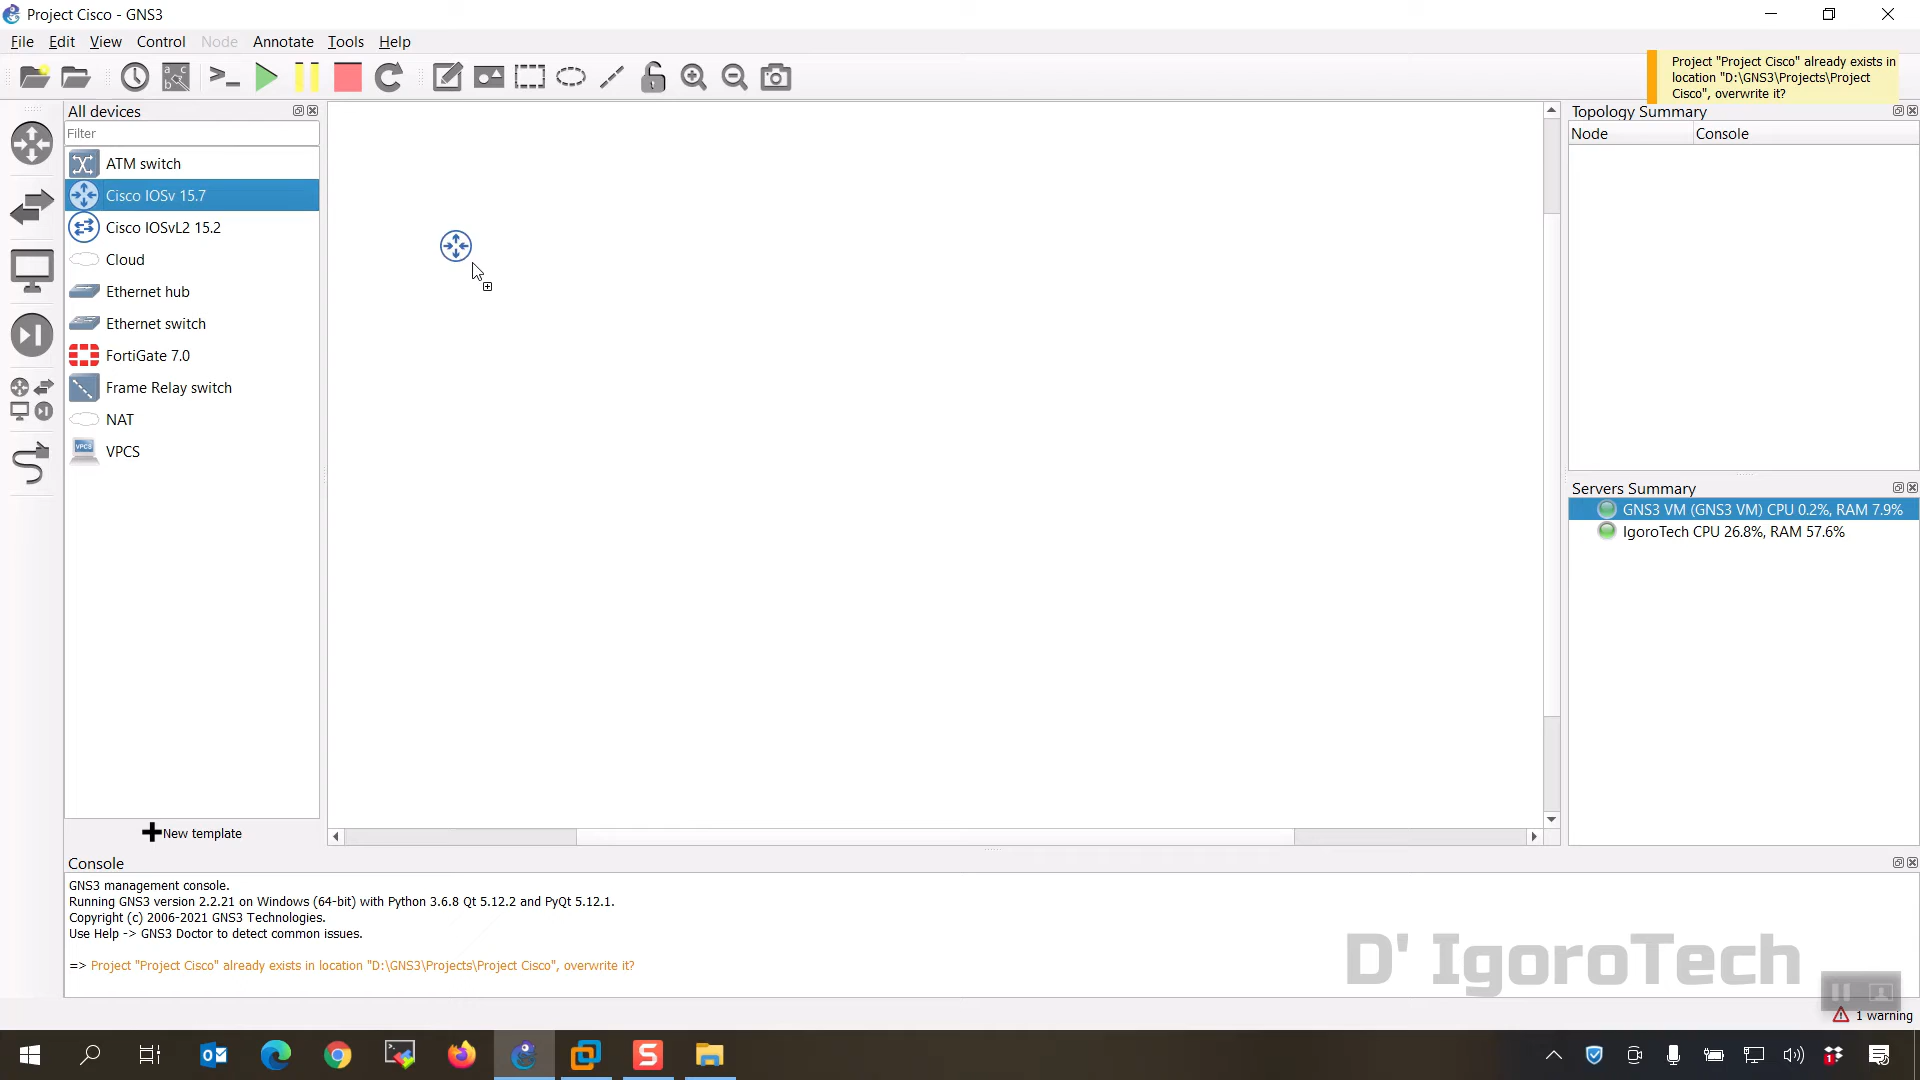 Project Cisco - GNS3
File Edit View Control Node Annotate Tools Help
Project "Project Cisco" already exists in
location "D:\GNS3\Projects\Project
Cisco", overwrite it?
All devices
Filter
ATM switch
Cisco IOSv 15.7
Cisco IOSvL2 15.2
Cloud
Ethernet hub
Ethernet switch
FortiGate 7.0
Frame Relay switch
NAT
VPCS
VPCS
New template
Topology Summary
Node Console
Servers Summary
GNS3 VM (GNS3 VM) CPU 0.2%, RAM 7.9%
IgoroTech CPU 26.8%, RAM 57.6%
Console
GNS3 management console.
Running GNS3 version 2.2.21 on Windows (64-bit) with Python 3.6.8 Qt 5.12.2 and PyQt 5.12.1.
Copyright (c) 2006-2021 GNS3 Technologies.
Use Help -> GNS3 Doctor to detect common issues.
=> Project "Project Cisco" already exists in location "D:\GNS3\Projects\Project Cisco", overwrite it?
D' IgoroTech
1 warning